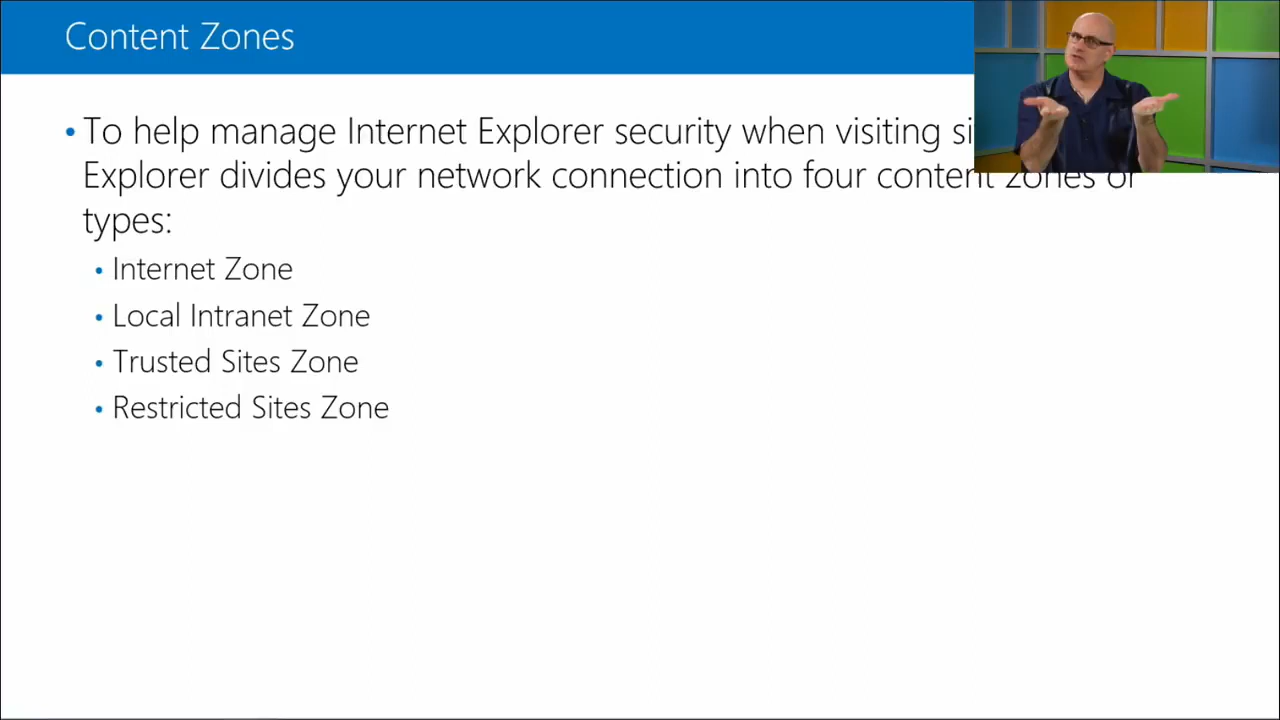 Content Zones
• To help manage Internet Explorer security when visiting
Explorer divides your network connection into four content zones or
types:
• Internet Zone
• Local Intranet Zone
• Trusted Sites Zone
• Restricted Sites Zone